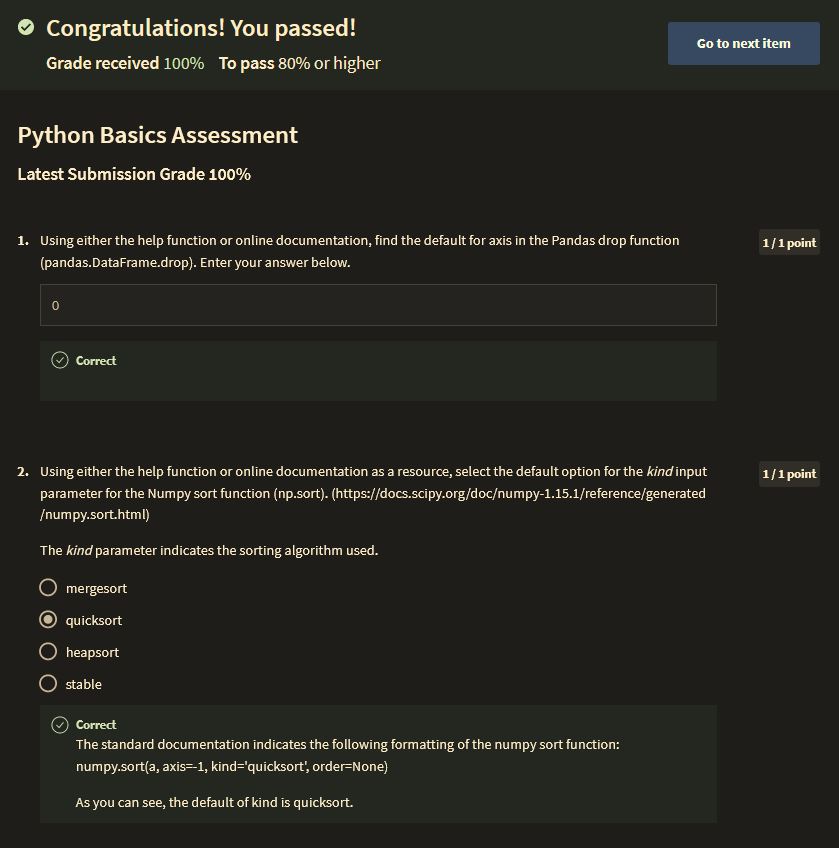 Congratulations! You passed!
Grade received 100% To pass 80% or higher
Go to next item
Python Basics Assessment
Latest Submission Grade 100%
1. Using either the help function or online documentation, find the default for axis in the Pandas drop function
(pandas.DataFrame.drop). Enter your answer below.
1 / 1 point
0
Correct
2. Using either the help function or online documentation as a resource, select the default option for the kind input
parameter for the Numpy sort function (np.sort). (https://docs.scipy.org/doc/numpy-1.15.1/reference/generated
/numpy.sort.html)
1 / 1 point
The kind parameter indicates the sorting algorithm used.
mergesort
quicksort
heapsort
stable
Correct
The standard documentation indicates the following formatting of the numpy sort function:
numpy.sort(a, axis=-1, kind='quicksort', order=None)
As you can see, the default of kind is quicksort.